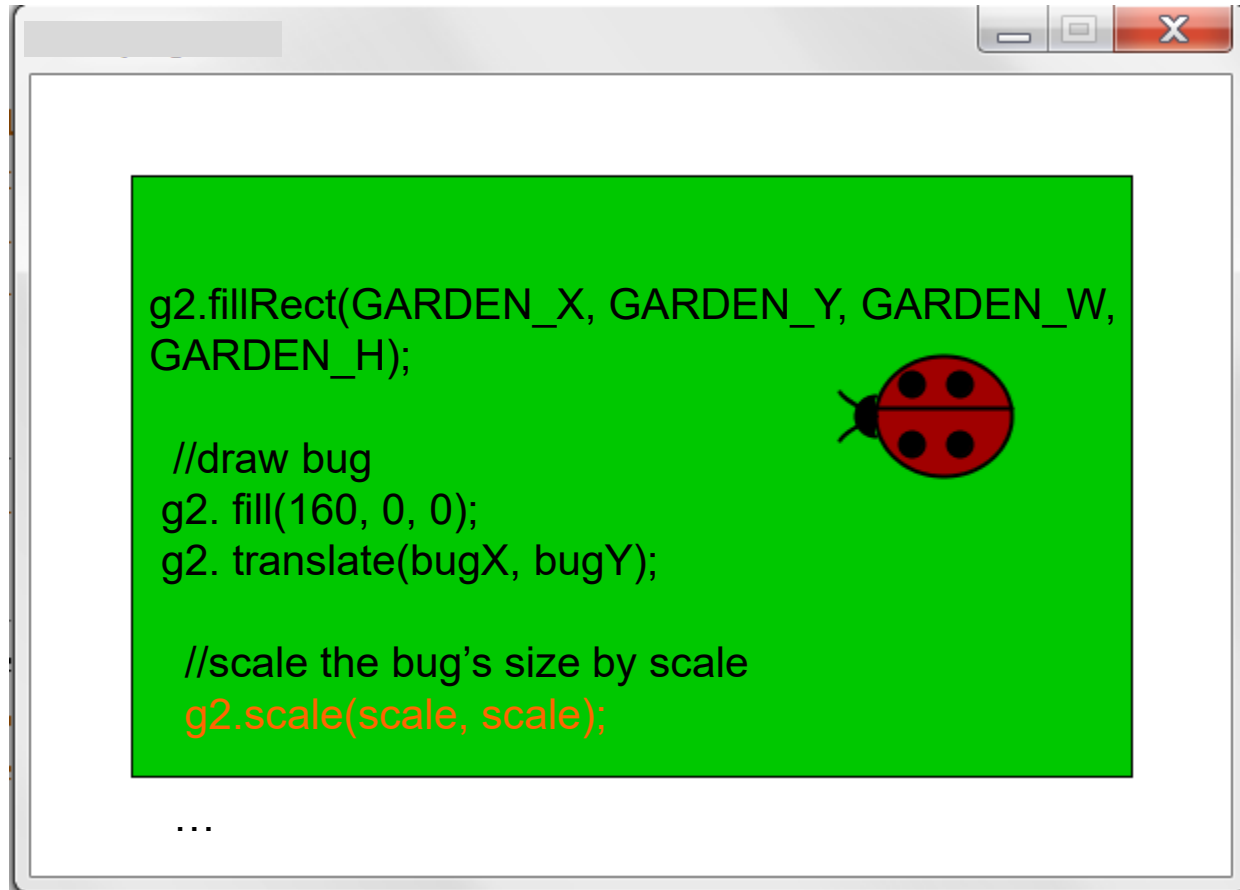 g2.fillRect(GARDEN_X, GARDEN_Y, GARDEN_W,
GARDEN_H);
//draw bug
g2. fill(160, 0, 0);
g2. translate(bugX, bugY);
//scale the bug’s size by scale
g2.scale(scale, scale);
…